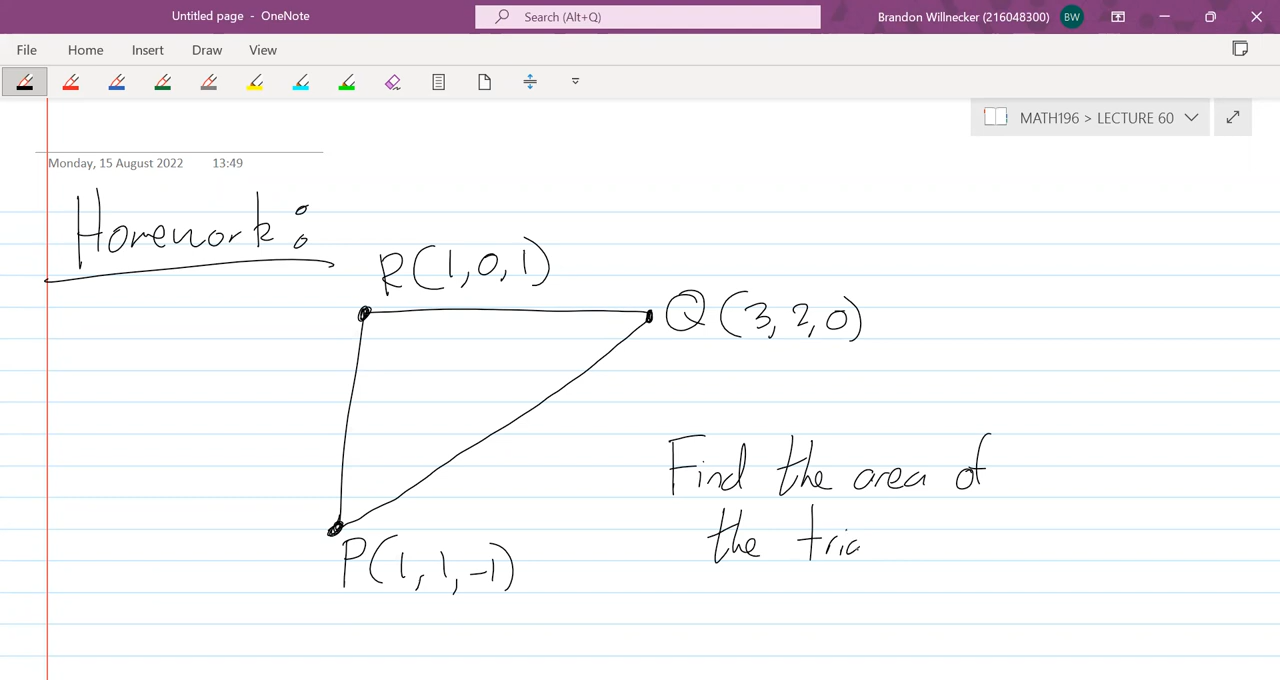 Untitled page - OneNote
Search (Alt+Q)
Brandon Willnecker (216048300)
BW
File Home Insert Draw View
MATH196 > LECTURE 60
Monday, 15 August 2022 13:49
Homework:
R(1,0,1)
Q(3,2,0)
Find the area of
the tria
P(1,1,-1)